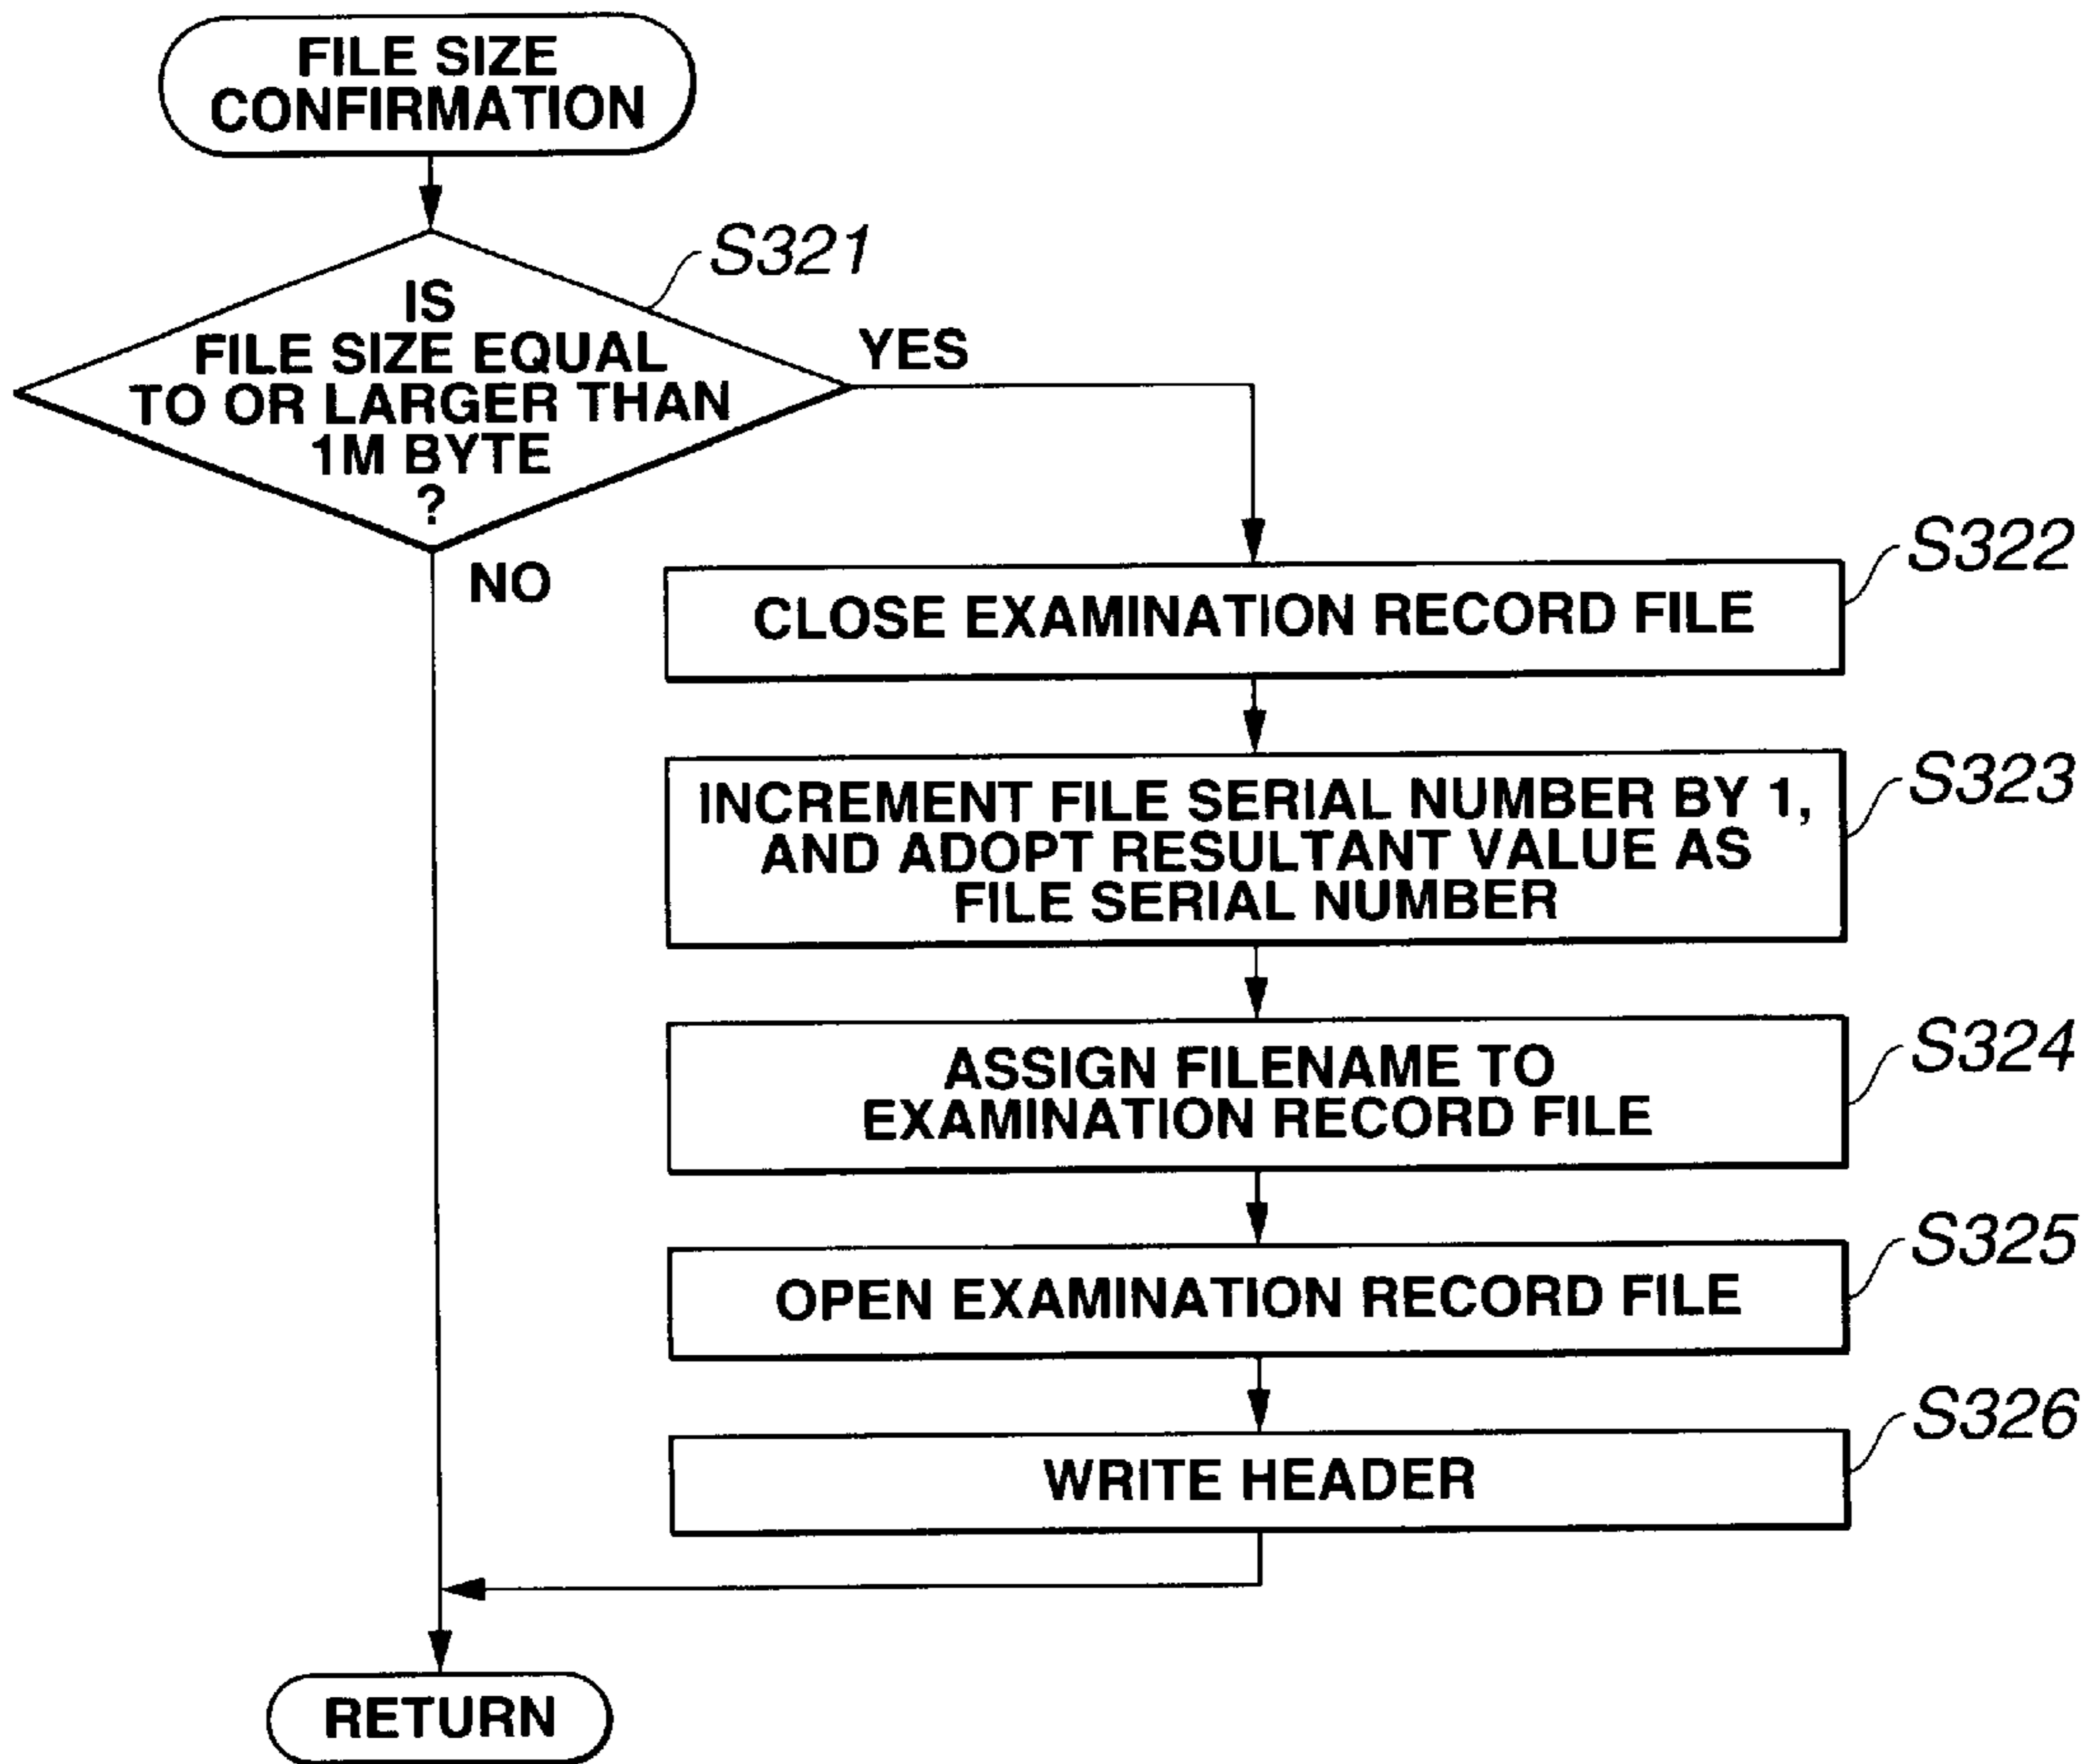 FILE SIZE
CONFIRMATION
S321
IS
FILE SIZE EQUAL
TO OR LARGER THAN
1M BYTE
?
YES
NO
S322
CLOSE EXAMINATION RECORD FILE
S323
INCREMENT FILE SERIAL NUMBER BY 1,
AND ADOPT RESULTANT VALUE AS
FILE SERIAL NUMBER
S324
ASSIGN FILENAME TO
EXAMINATION RECORD FILE
S325
OPEN EXAMINATION RECORD FILE
S326
WRITE HEADER
RETURN